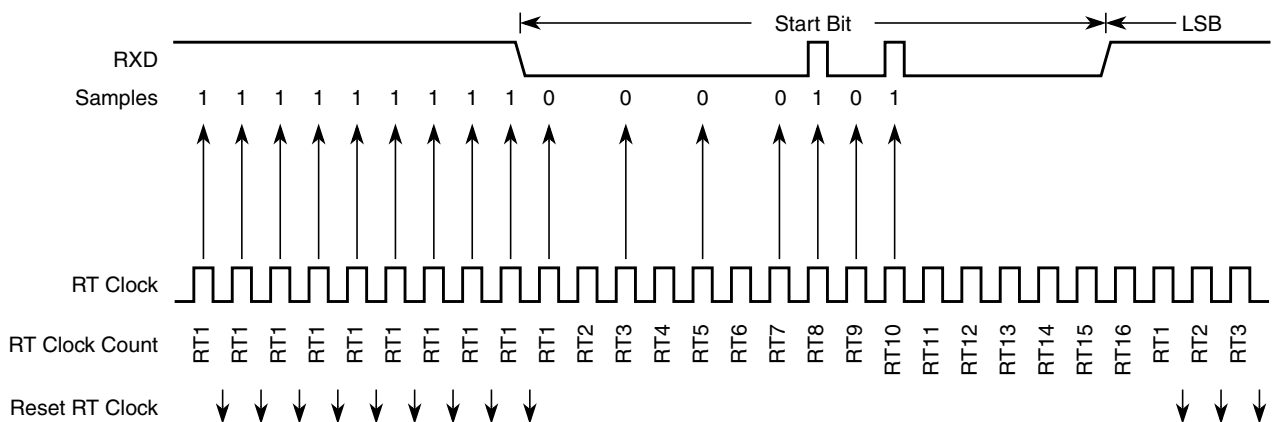 Start Bit LSB
RXD
Samples 1 1 1 1 1 1 1 1 1 0 0 0 0 1 0 1
RT Clock
RT Clock Count RT1 RT1 RT1 RT1 RT1 RT1 RT1 RT1 RT1 RT1 RT2 RT3 RT4 RT5 RT6 RT7 RT8 RT9 RT10 RT11 RT12 RT13 RT14 RT15 RT16 RT1 RT2 RT3
Reset RT Clock